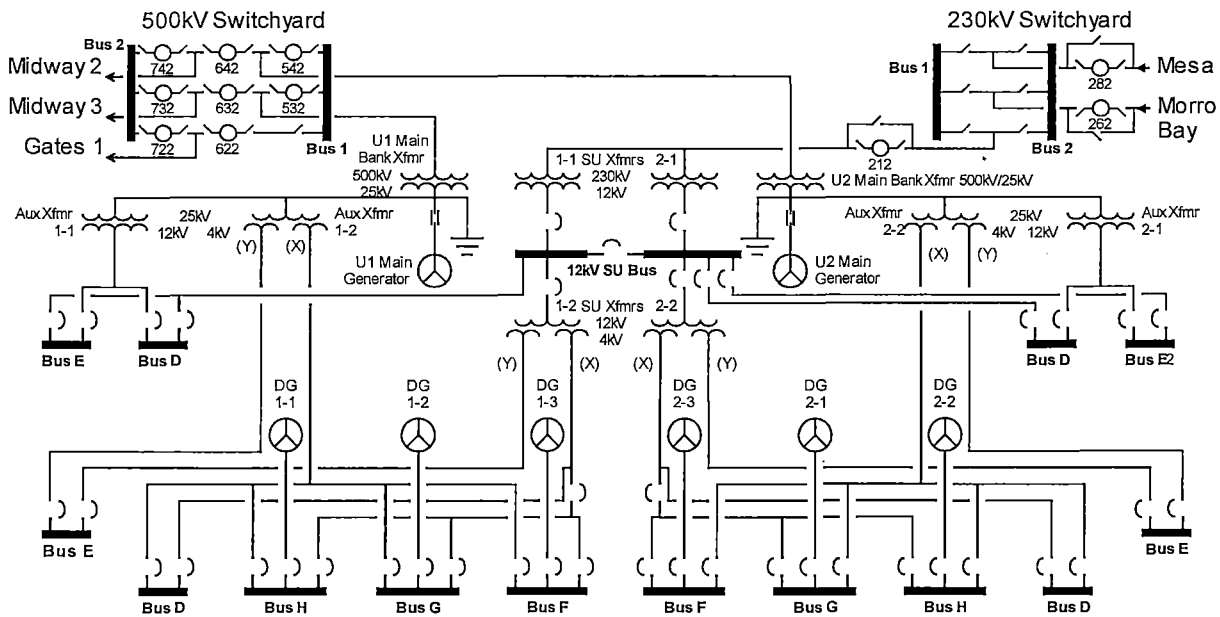 500kV Switchyard
230kV Switchyard
Bus 2
Midway 2
742
642
542
Bus 1
Mesa
282
Midway 3
732
632
532
Morro
Bay
262
Gates 1
722
622
Bus 1
Bus 2
U1 Main
Bank Xfmr
500kV
25kV
1-1 SU Xfmrs 2-1
230kV
12kV
212
U2 Main Bank Xfmr 500kV/25kV
Aux Xfmr
1-1
25kV
12kV 4kV
Aux Xfmr
1-2
(Y)
(X)
Aux Xfmr
2-2
25kV
4kV 12kV
Aux Xfmr
2-1
(X)
(Y)
U1 Main
Generator
12kV SU Bus
U2 Main
Generator
1-2 SU Xfmrs 2-2
12kV
4kV
Bus E
Bus D
(Y)
(X)
(X)
(Y)
Bus D
Bus E2
DG
1-1
DG
1-2
DG
1-3
DG
2-3
DG
2-1
DG
2-2
Bus E
Bus E
Bus D
Bus H
Bus G
Bus F
Bus F
Bus G
Bus H
Bus D